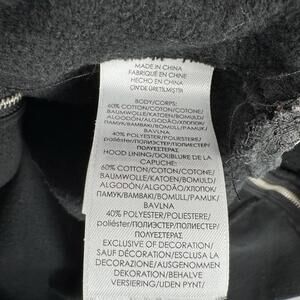 MADE IN CHINA
FABRIQUÉ EN CHINE
HECHO EN CHINA
ÇİN'DE ÜRETİLMİŞTİR
BODY/CORPS:
60% COTTON/COTON/COTONE/
BAUMWOLLE/KATOEN/BOMULD/
ALGODÓN/ALGODÃO/ХЛОПОК/
ПАМУК/BAMBAKI/BOMULL/PAMUK/
BAVLNA
40% POLYESTER/POLIESTERE/
poliéster/ПОЛИЭСТЕР/ПОЛИЕСТЕР/
ΠΟΛΥΕΣΤΕΡΑΣ
HOOD LINING/DOUBLURE DE LA
CAPUCHE:
60% COTTON/COTON/COTONE/
BAUMWOLLE/KATOEN/BOMULD/
ALGODÓN/ALGODÃO/ХЛОПОК/
ПАМУК/BAMBAKI/BOMULL/PAMUK/
BAVLNA
40% POLYESTER/POLIESTERE/
poliéster/ПОЛИЭСТЕР/ПОЛИЕСТЕР/
ΠΟΛΥΕΣΤΕΡΑΣ
EXCLUSIVE OF DECORATION/
SAUF DÉCORATION/ESCLUSA LA
DECORAZIONE/AUSGENOMMEN
DEKORATION/BEHALVE
VERSIERING/UDEN PYNT/